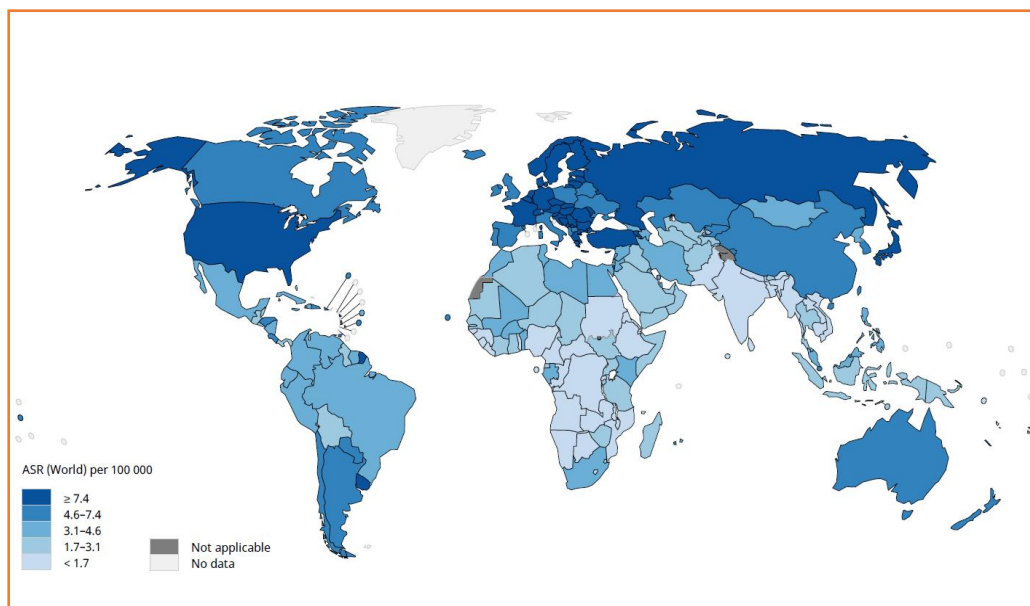 ASR (World) per 100 000
≥ 7.4
4.6–7.4
3.1–4.6
1.7–3.1
< 1.7
Not applicable
No data